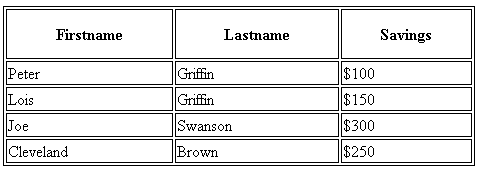 Firstname Lastname Savings
Peter Griffin $100
Lois Griffin $150
Joe Swanson $300
Cleveland Brown $250